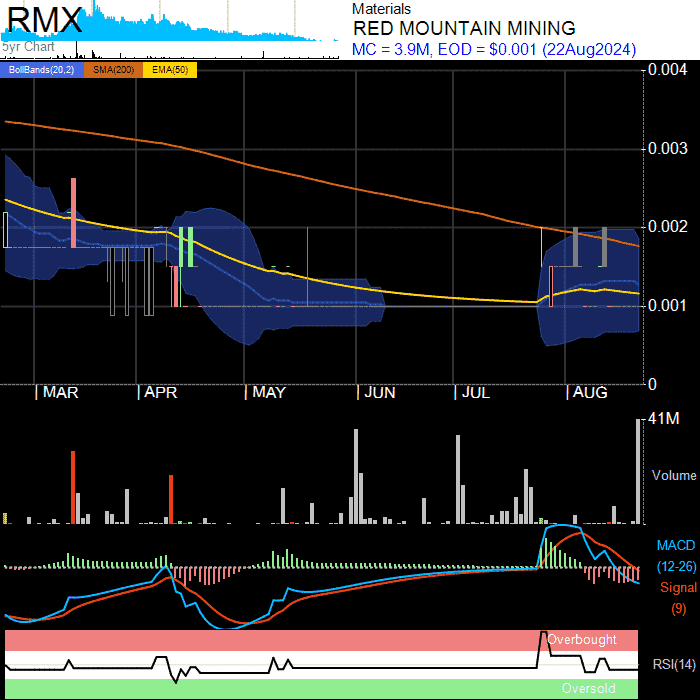 RMX
5yr Chart
Materials
RED MOUNTAIN MINING
MC = 3.9M, EOD = $0.001 (22Aug2024)
BollBands(20,2) SMA(200) EMA(50)
0.004
0.003
0.002
0.001
0
| MAR | APR | MAY | JUN | JUL | AUG
41M
Volume
MACD
(12-26)
Signal
(9)
Overbought
RSI(14)
Oversold